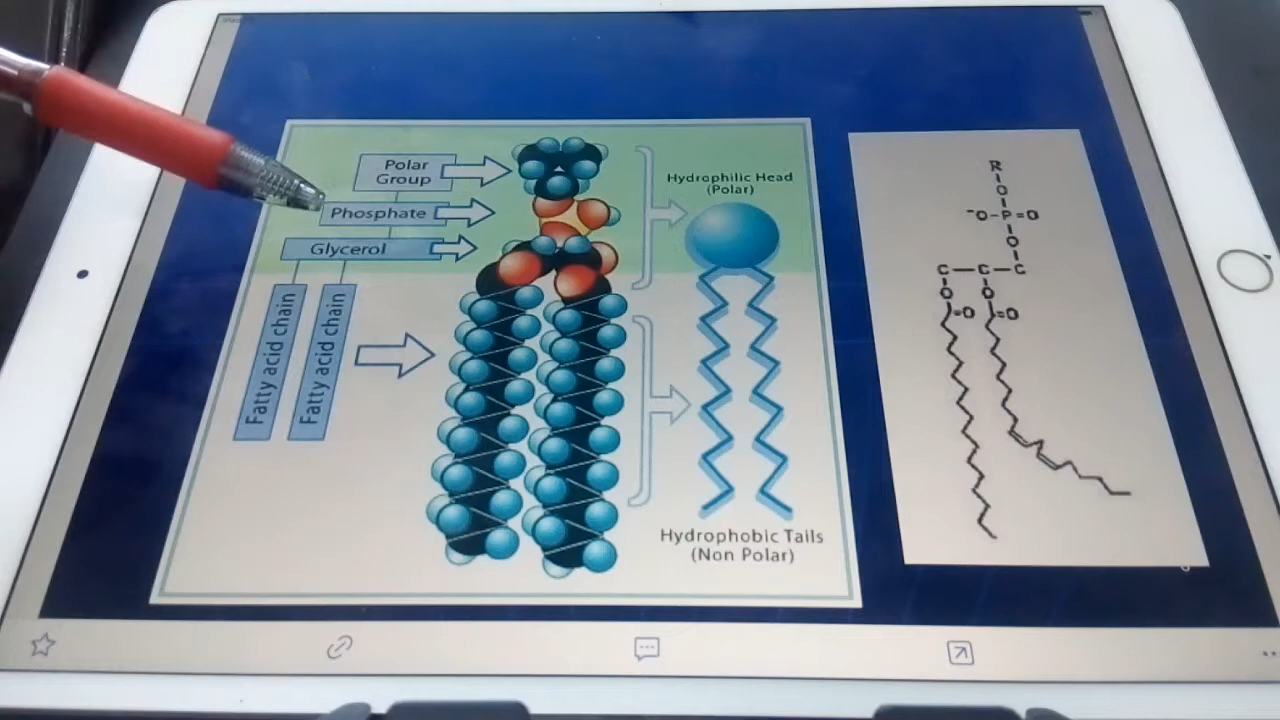 Polar
Group
Phosphate
Glycerol
Fatty acid chain
Fatty acid chain
Hydrophilic Head
(Polar)
Hydrophobic Tails
(Non Polar)
R
O
⁻O-P=O
O
C—C—C
O
O
=O
=O